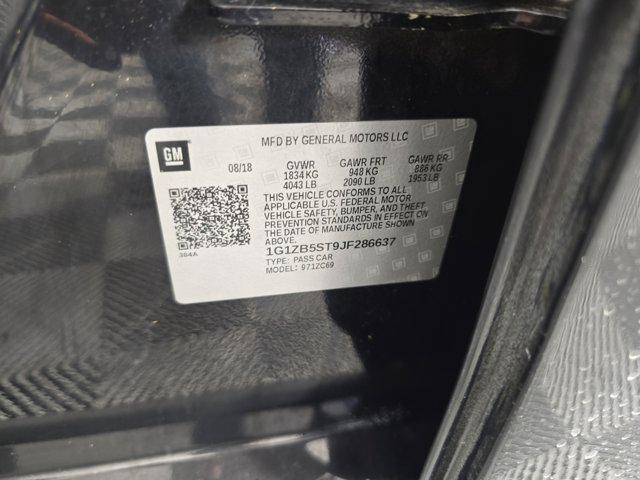 MFD BY GENERAL MOTORS LLC
GM
08/18 GVWR GAWR FRT GAWR RR
1834 KG 948 KG 886 KG
4043 LB 2090 LB 1953 LB
THIS VEHICLE CONFORMS TO ALL
APPLICABLE U.S. FEDERAL MOTOR
VEHICLE SAFETY, BUMPER, AND THEFT
PREVENTION STANDARDS IN EFFECT ON
THE DATE OF MANUFACTURE SHOWN
ABOVE.
1G1ZB5ST9JF286637
384A
TYPE: PASS CAR
MODEL: 971ZC69